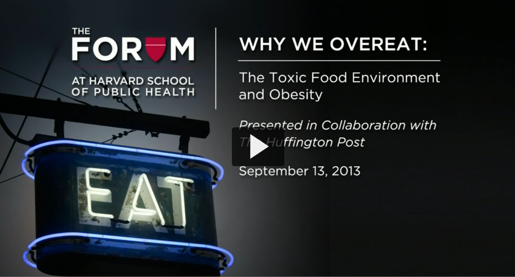 THE
FORUM
AT HARVARD SCHOOL
OF PUBLIC HEALTH
WHY WE OVEREAT:
The Toxic Food Environment
and Obesity
Presented in Collaboration with
The Huffington Post
September 13, 2013
EAT